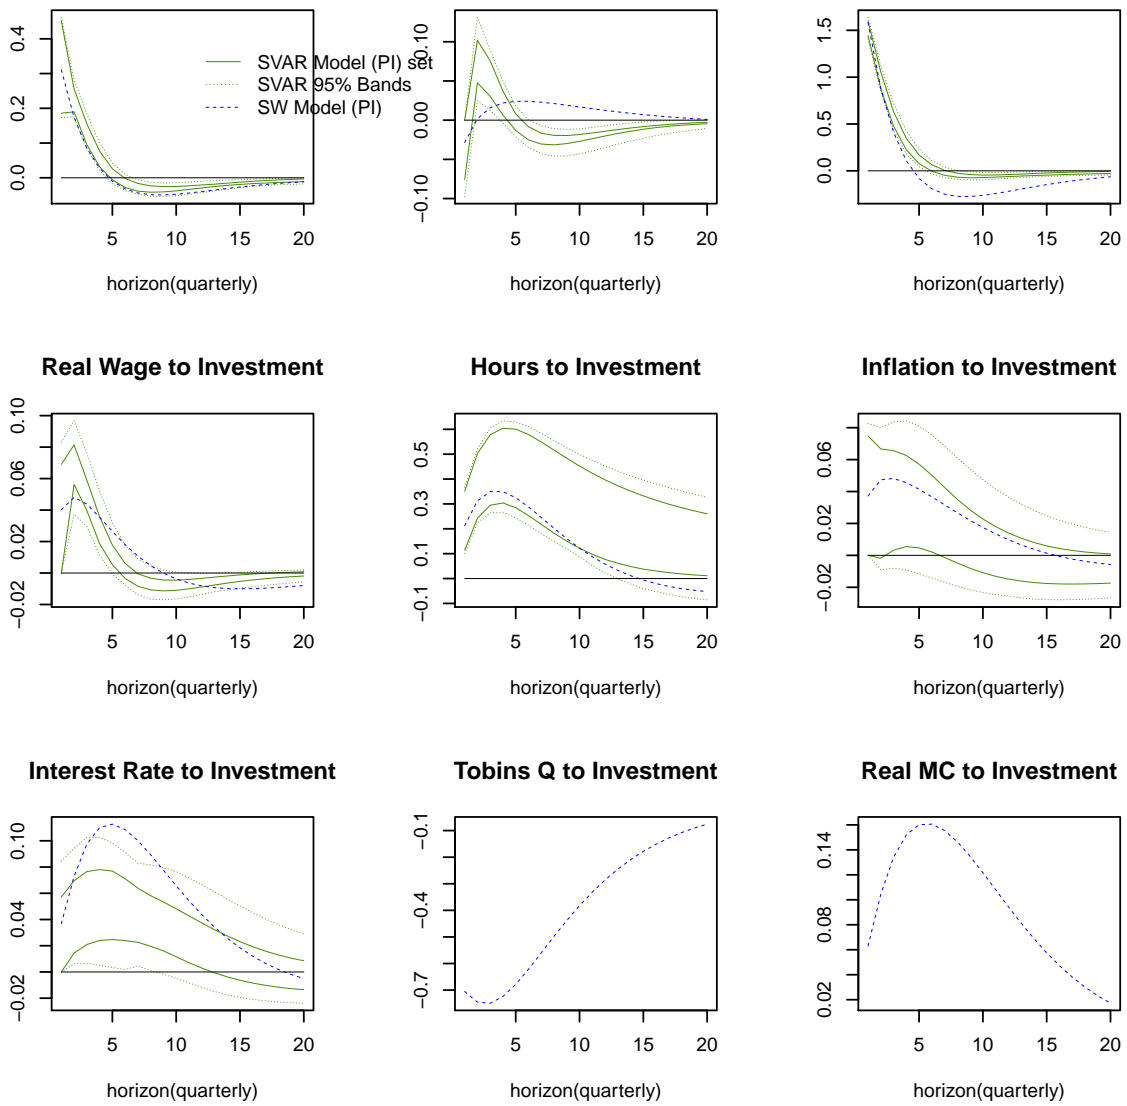 SVAR Model (PI) set
SVAR 95% Bands
SW Model (PI)
0.4
0.2
0.0
5 10 15 20
horizon(quarterly)
0.10
0.00
−0.10
5 10 15 20
horizon(quarterly)
1.5
1.0
0.5
0.0
5 10 15 20
horizon(quarterly)
Real Wage to Investment
0.10
0.06
0.02
−0.02
5 10 15 20
horizon(quarterly)
Hours to Investment
0.5
0.3
0.1
−0.1
5 10 15 20
horizon(quarterly)
Inflation to Investment
0.06
0.02
−0.02
5 10 15 20
horizon(quarterly)
Interest Rate to Investment
0.10
0.04
−0.02
5 10 15 20
horizon(quarterly)
Tobins Q to Investment
−0.1
−0.4
−0.7
5 10 15 20
horizon(quarterly)
Real MC to Investment
0.14
0.08
0.02
5 10 15 20
horizon(quarterly)